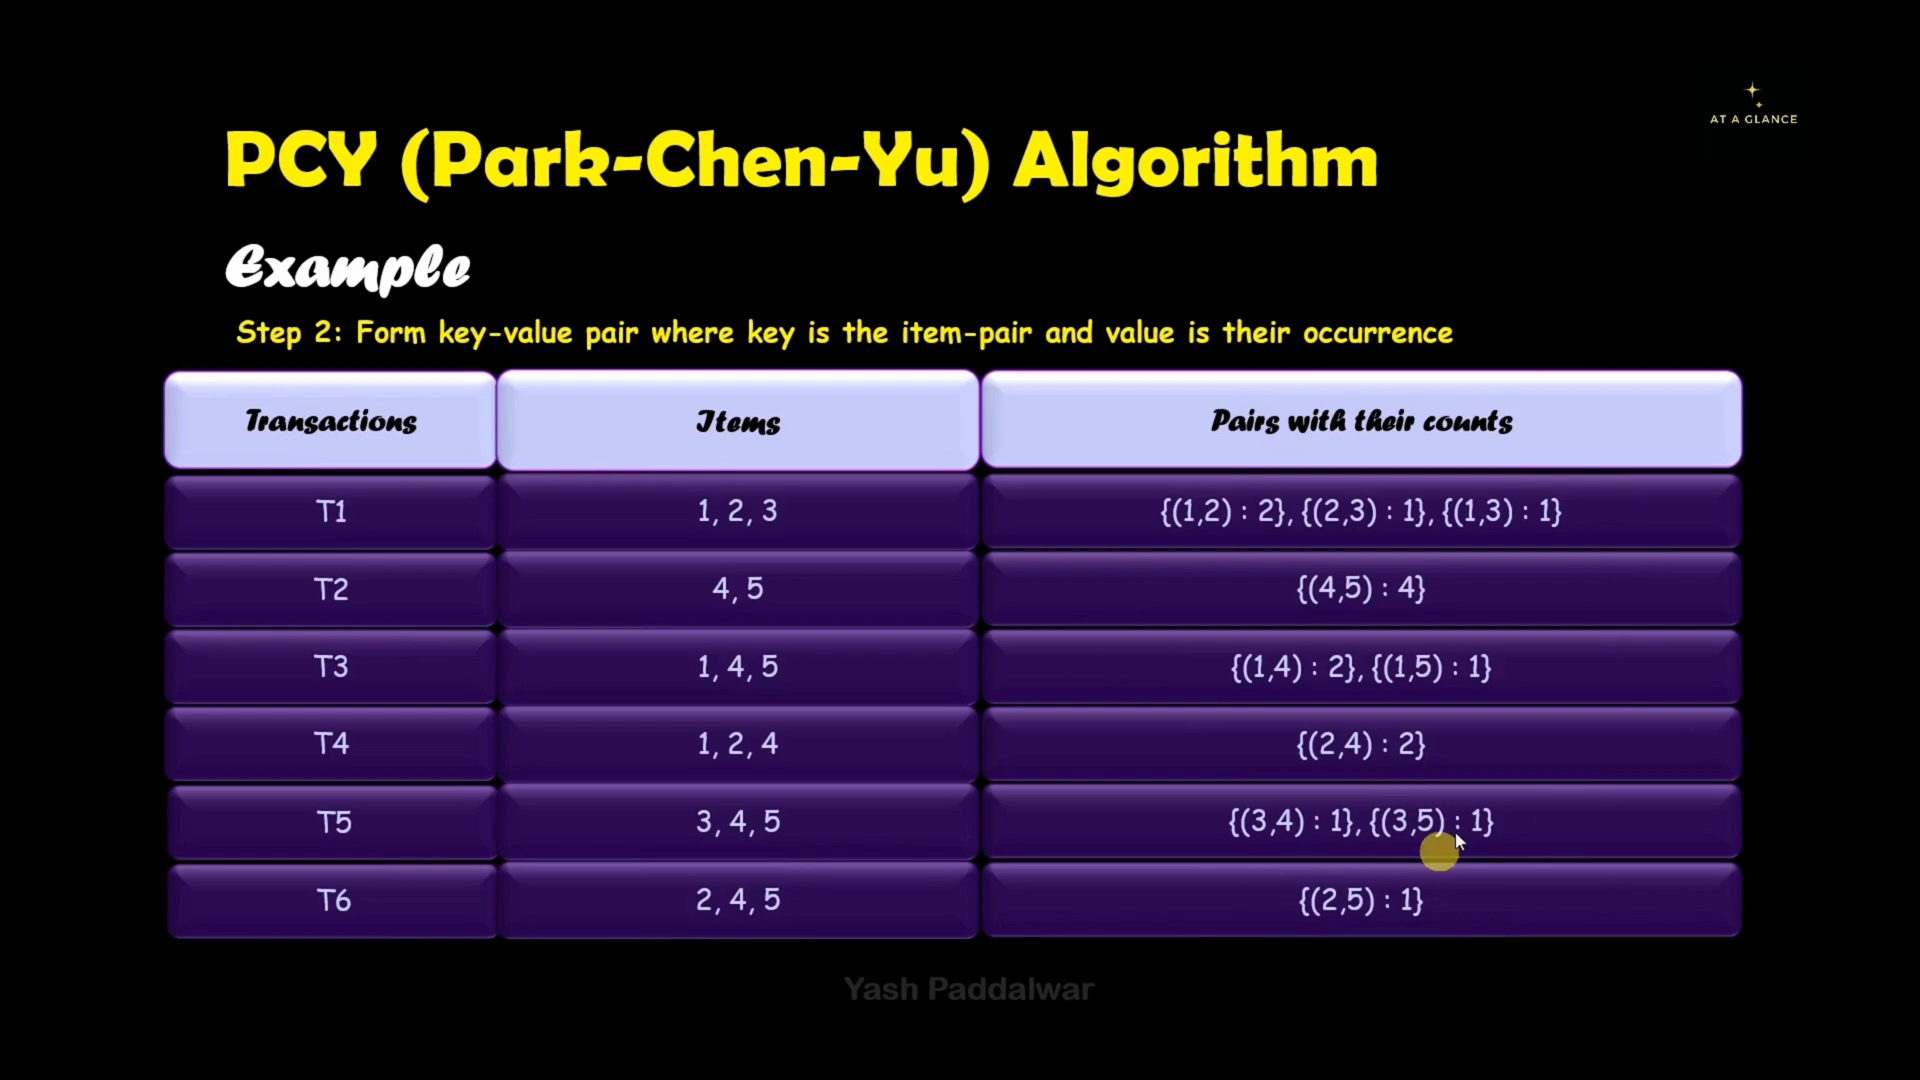 AT A GLANCE
PCY (Park-Chen-Yu) Algorithm
Example
Step 2: Form key-value pair where key is the item-pair and value is their occurrence
Transactions Items Pairs with their counts
T1 1, 2, 3 {(1,2) : 2}, {(2,3) : 1}, {(1,3) : 1}
T2 4, 5 {(4,5) : 4}
T3 1, 4, 5 {(1,4) : 2}, {(1,5) : 1}
T4 1, 2, 4 {(2,4) : 2}
T5 3, 4, 5 {(3,4) : 1}, {(3,5) : 1}
T6 2, 4, 5 {(2,5) : 1}
Yash Paddalwar